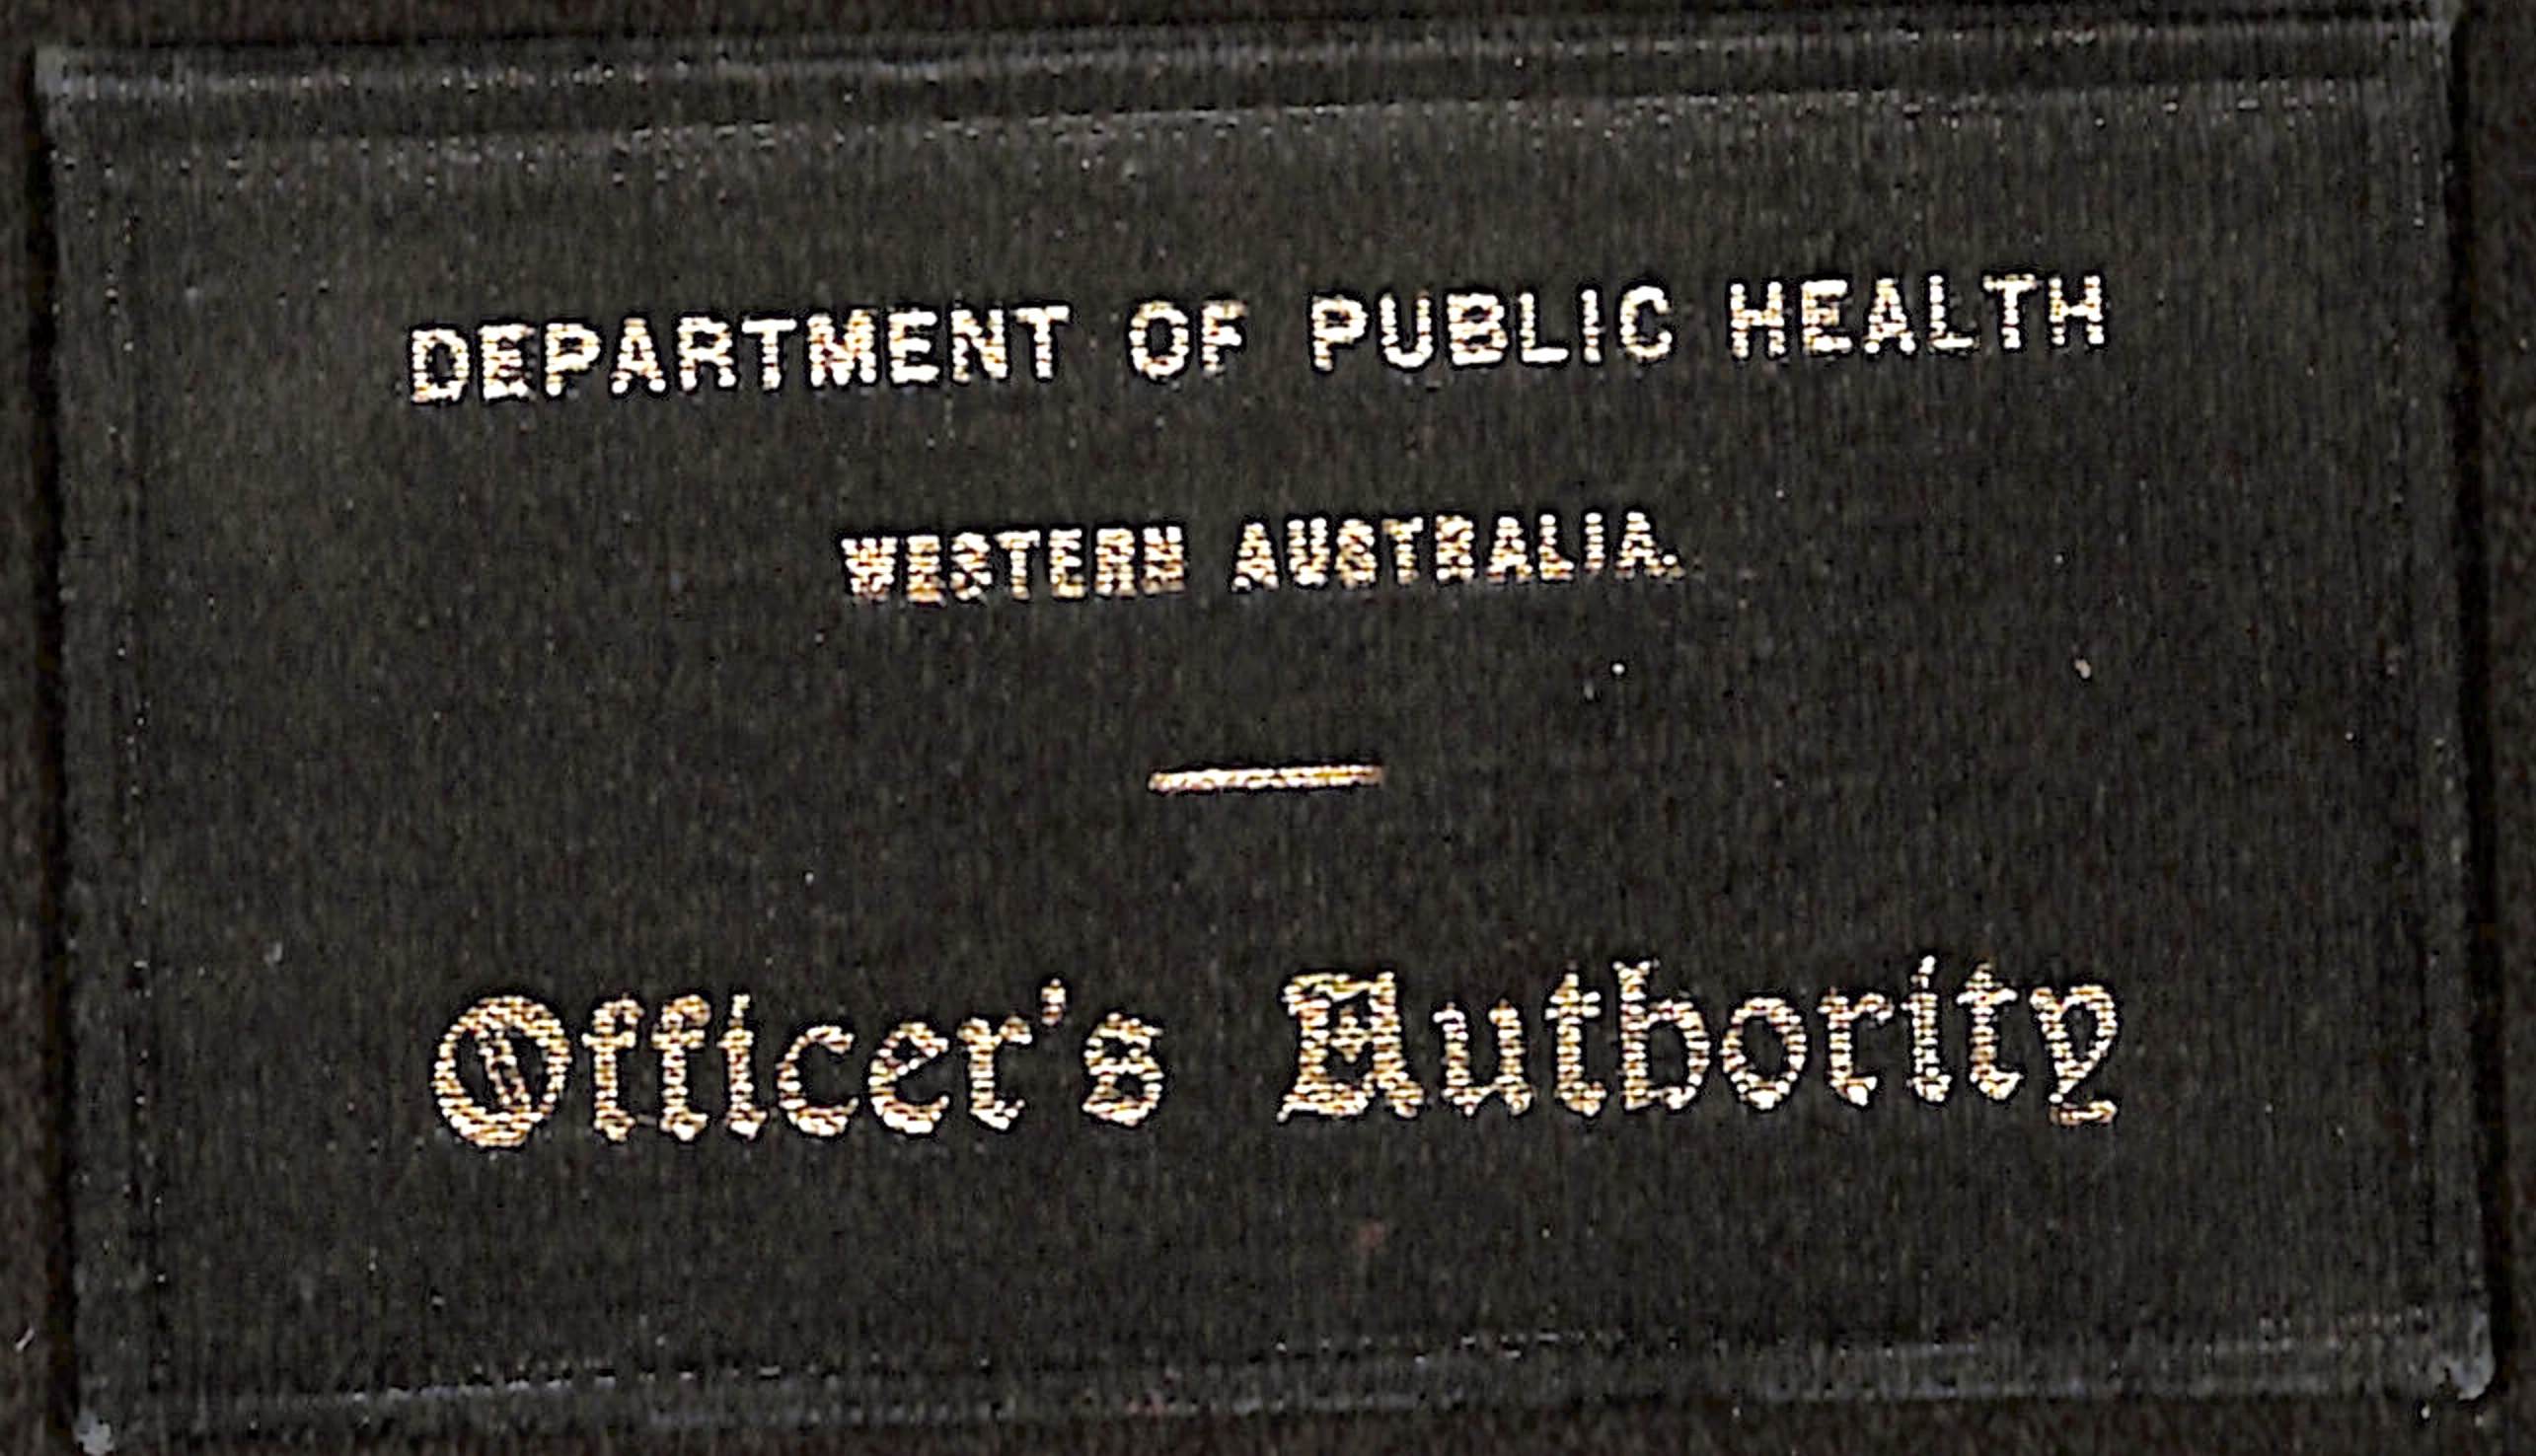 DEPARTMENT OF PUBLIC HEALTH
WESTERN AUSTRALIA.
Officer's Authority